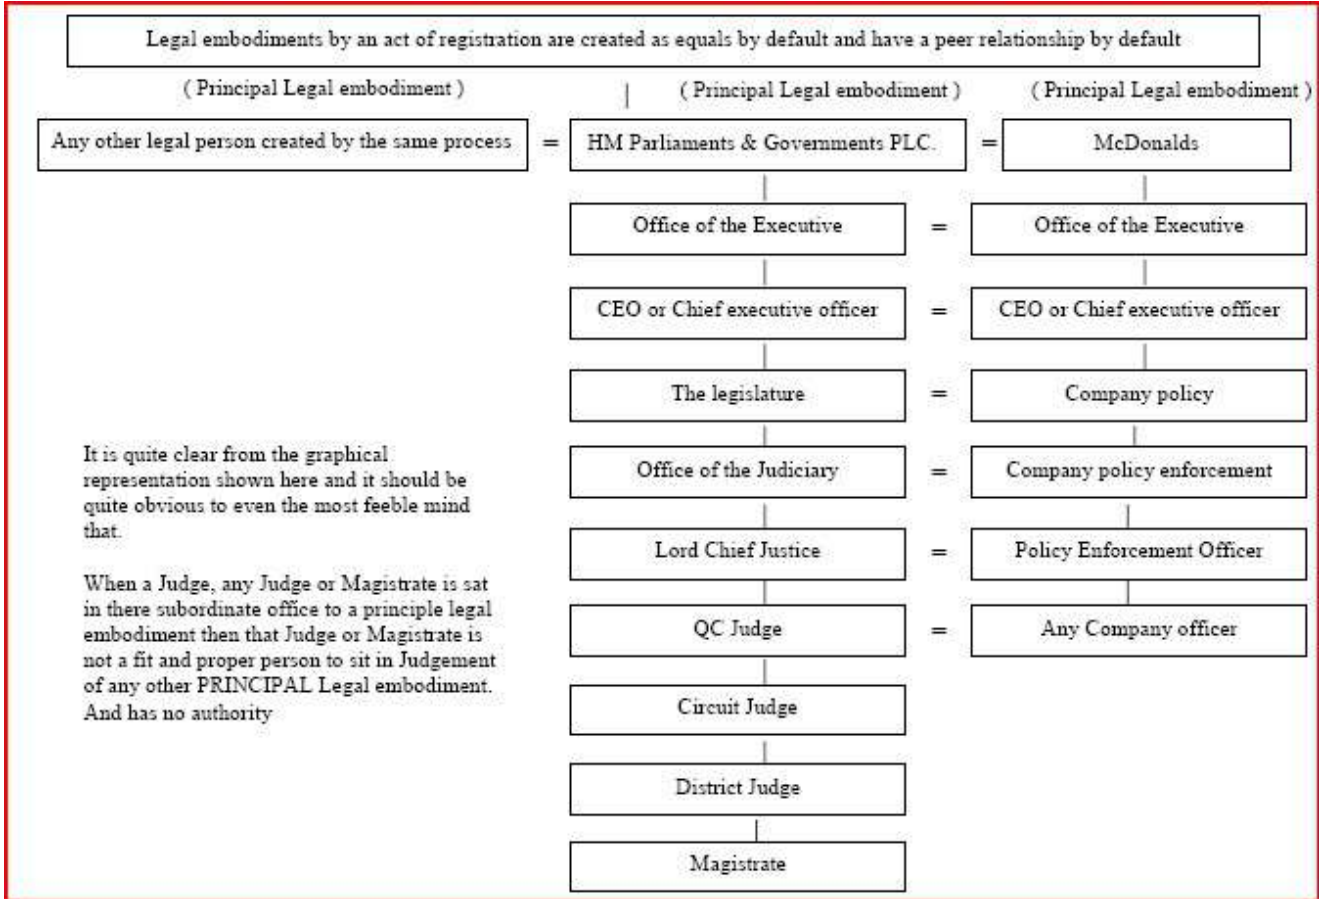 Legal embodiments by an act of registration are created as equals by default and have a peer relationship by default
( Principal Legal embodiment ) | ( Principal Legal embodiment ) ( Principal Legal embodiment )
Any other legal person created by the same process = HM Parliaments & Governments PLC. = McDonalds
Office of the Executive = Office of the Executive
CEO or Chief executive officer = CEO or Chief executive officer
The legislature = Company policy
Office of the Judiciary = Company policy enforcement
Lord Chief Justice = Policy Enforcement Officer
QC Judge = Any Company officer
Circuit Judge
District Judge
Magistrate
It is quite clear from the graphical
representation shown here and it should be
quite obvious to even the most feeble mind
that.
When a Judge, any Judge or Magistrate is sat
in there subordinate office to a principle legal
embodiment then that Judge or Magistrate is
not a fit and proper person to sit in Judgement
of any other PRINCIPAL Legal embodiment.
And has no authority